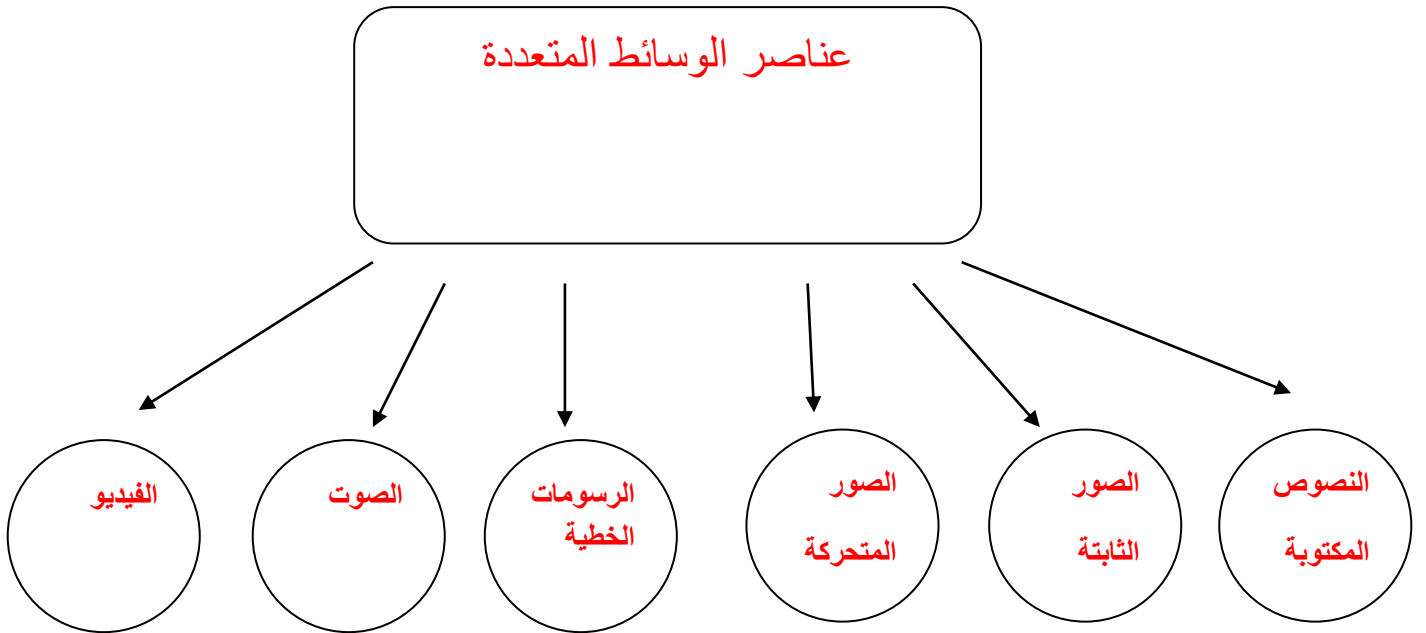 عناصر الوسائط المتعددة
النصوص
المكتوبة
الصور
الثابتة
الصور
المتحركة
الرسومات
الخطية
الصوت
الفيديو